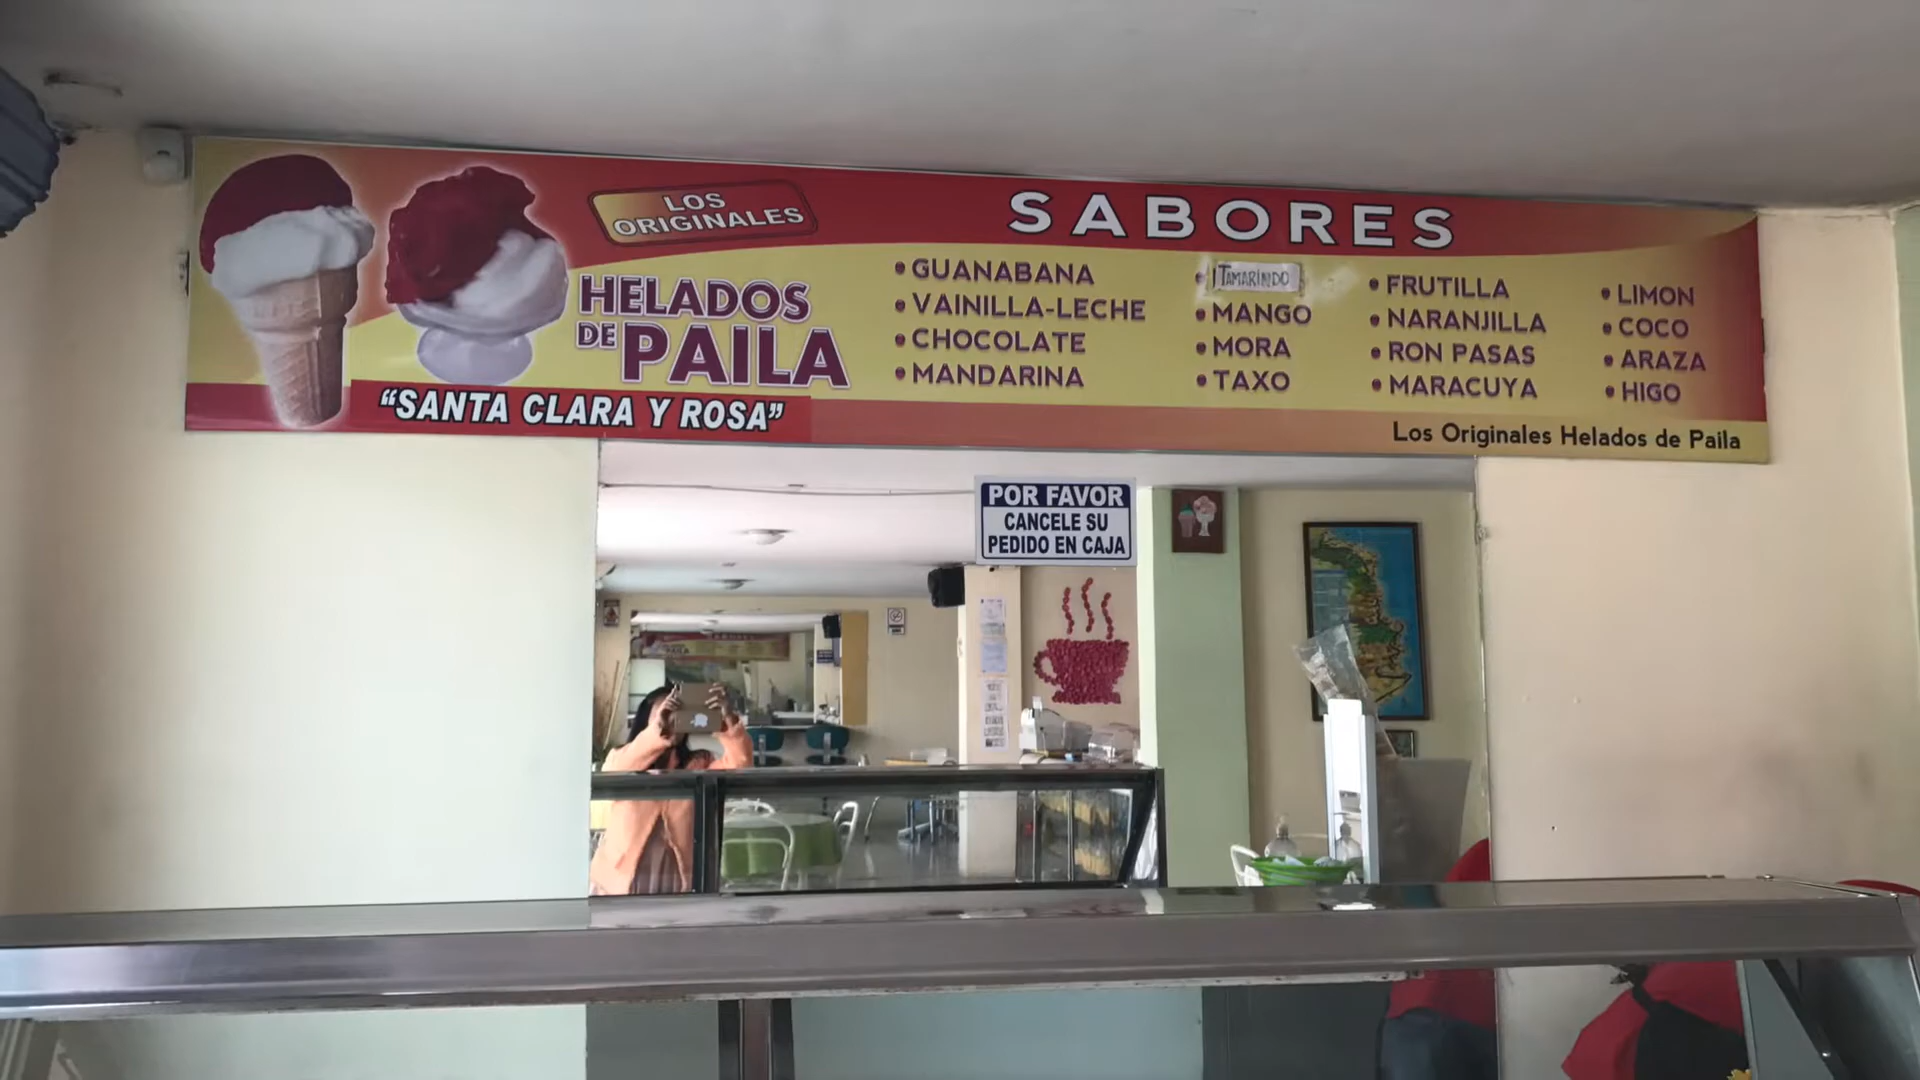 LOS
ORIGINALES
HELADOS
DE PAILA
"SANTA CLARA Y ROSA"
SABORES
• GUANABANA
• VAINILLA-LECHE
• CHOCOLATE
• MANDARINA
• TAMARINDO
• MANGO
• MORA
• TAXO
• FRUTILLA
• NARANJILLA
• RON PASAS
• MARACUYA
• LIMON
• COCO
• ARAZA
• HIGO
Los Originales Helados de Paila
POR FAVOR
CANCELE SU
PEDIDO EN CAJA